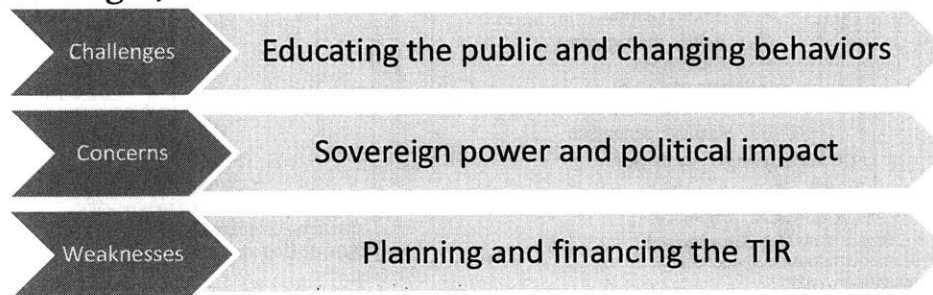 Challenges Educating the public and changing behaviors
Concerns Sovereign power and political impact
Weaknesses Planning and financing the TIR